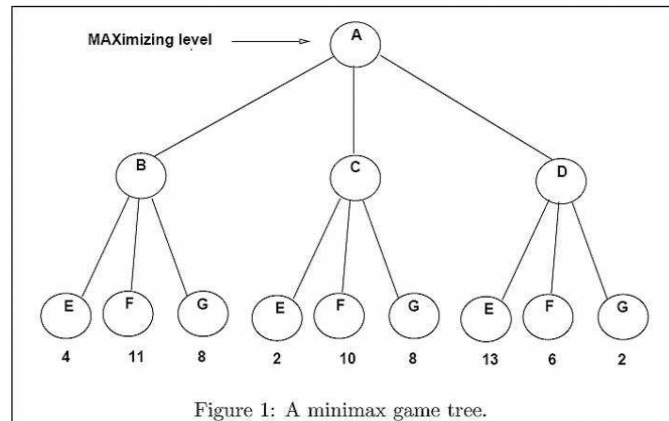 MAXimizing level
A
B C D
E F G E F G E F G
4 11 8 2 10 8 13 6 2
Figure 1: A minimax game tree.